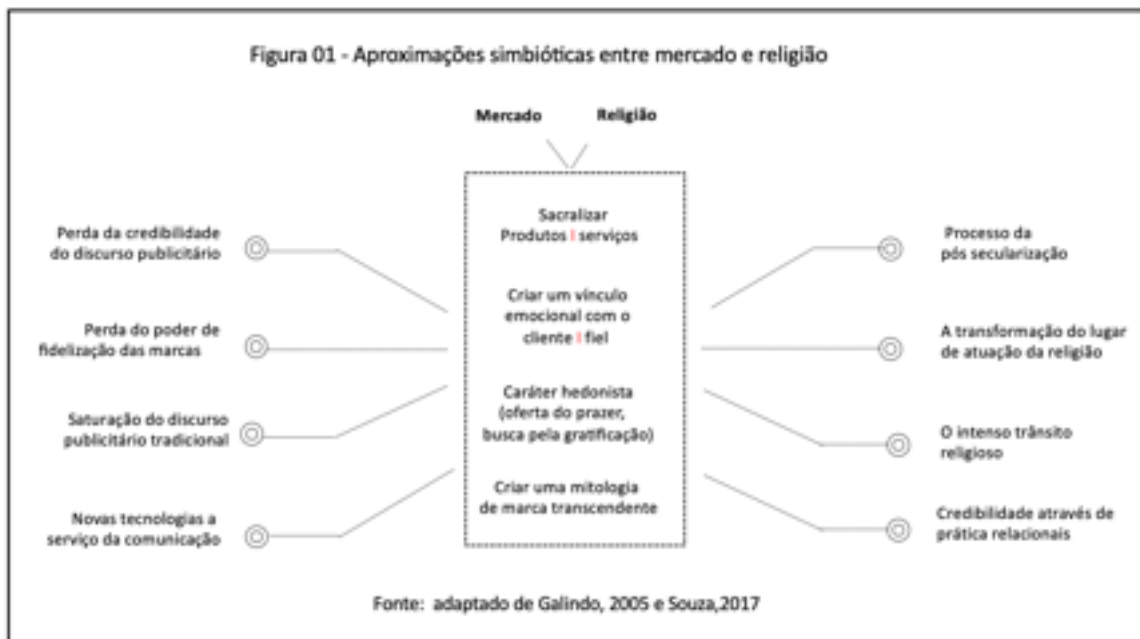 Figura 01 - Aproximações simbióticas entre mercado e religião
Mercado Religião
Perda da credibilidade
do discurso publicitário
Perda do poder de
fidelização das marcas
Saturação do discurso
publicitário tradicional
Novas tecnologias a
serviço da comunicação
Sacralizar
Produtos | serviços
Criar um vínculo
emocional com o
cliente | fiel
Caráter hedonista
(oferta do prazer,
busca pela gratificação)
Criar uma mitologia
de marca transcendente
Processo da
pós secularização
A transformação do lugar
de atuação da religião
O intenso trânsito
religioso
Credibilidade através de
prática relacionais
Fonte: adaptado de Galindo, 2005 e Souza,2017